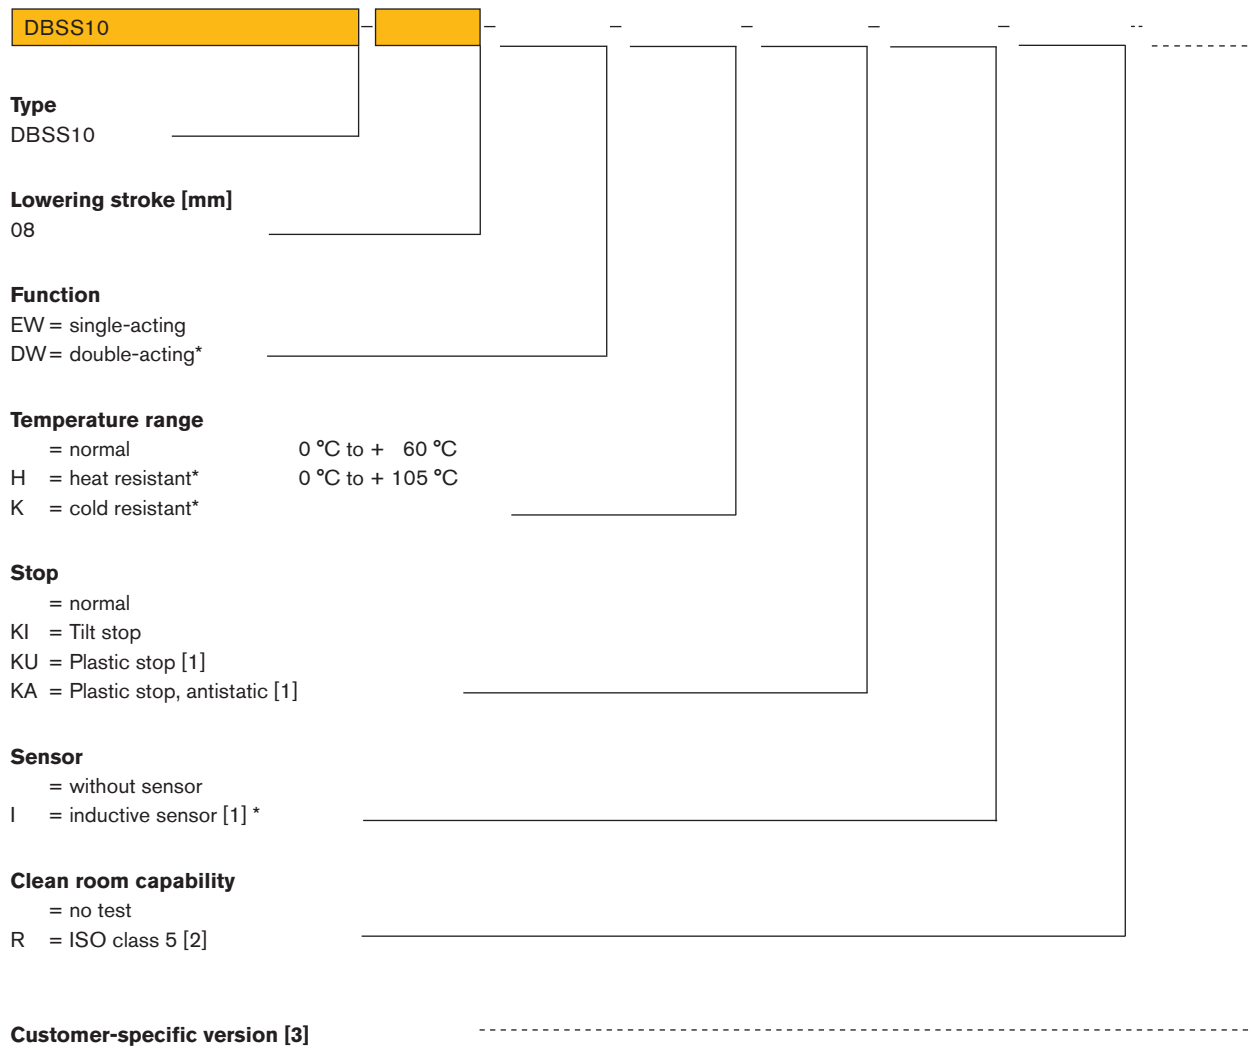 DBSS10 – – – – – – --
Type
DBSS10
Lowering stroke [mm]
08
Function
EW = single-acting
DW = double-acting*
Temperature range
= normal 0 °C to + 60 °C
H = heat resistant* 0 °C to + 105 °C
K = cold resistant*
Stop
= normal
KI = Tilt stop
KU = Plastic stop [1]
KA = Plastic stop, antistatic [1]
Sensor
= without sensor
I = inductive sensor [1] *
Clean room capability
= no test
R = ISO class 5 [2]
Customer-specific version [3]